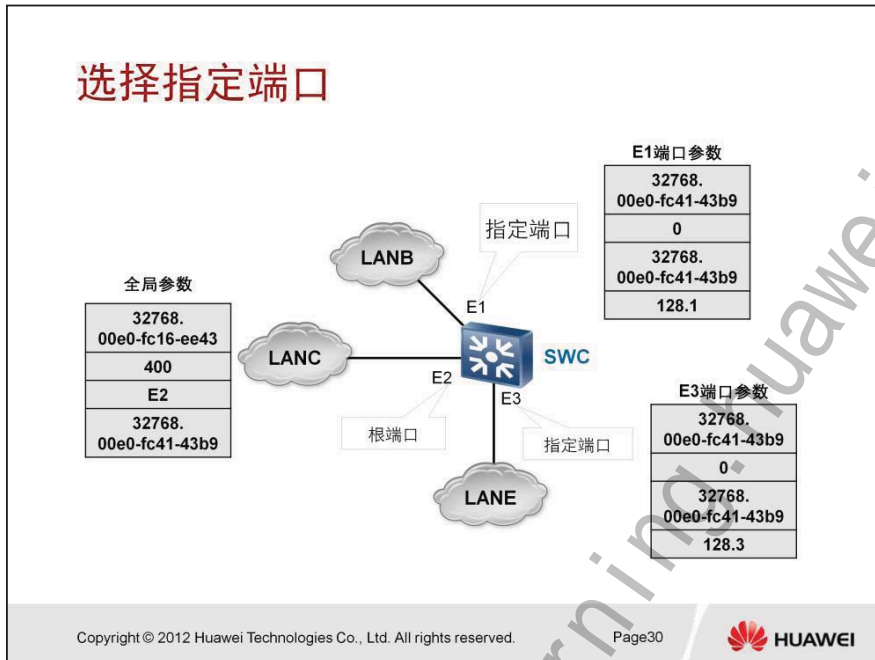 选择指定端口
E1端口参数
32768.
00e0-fc41-43b9
0
32768.
00e0-fc41-43b9
128.1
指定端口
LANB
E1
全局参数
32768.
00e0-fc16-ee43
400
E2
32768.
00e0-fc41-43b9
LANC
SWC
E2
E3
根端口
指定端口
LANE
E3端口参数
32768.
00e0-fc41-43b9
0
32768.
00e0-fc41-43b9
128.3
rning.huawei.
Copyright © 2012 Huawei Technologies Co., Ltd. All rights reserved.
Page30
HUAWEI